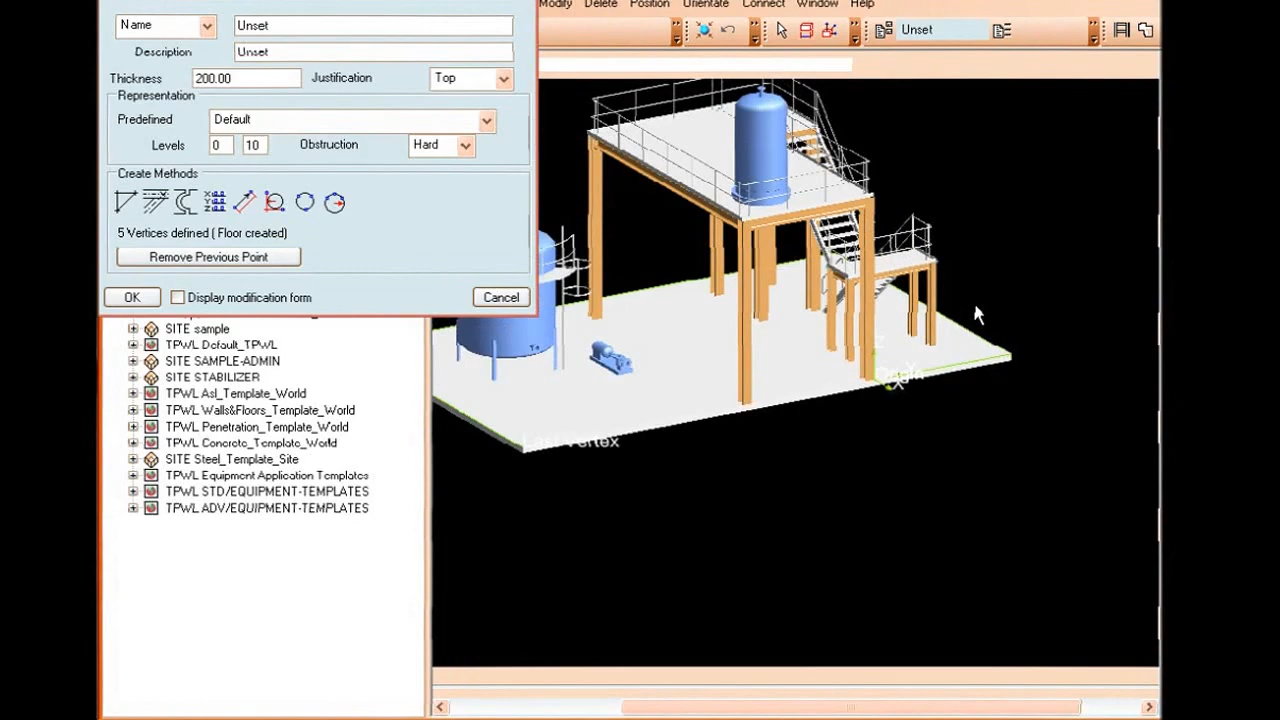 Modify Delete Position Orientate Connect Window Help
Name Unset
Unset
Description Unset
Thickness 200.00 Justification Top
Representation
Predefined Default
Levels 0 10 Obstruction Hard
Create Methods
5 Vertices defined ( Floor created)
Remove Previous Point
OK Display modification form Cancel
SITE sample
TPWL Default_TPWL
SITE SAMPLE-ADMIN
SITE STABILIZER
TPWL Asl_Template_World
TPWL Walls&Floors_Template_World
TPWL Penetration_Template_World
TPWL Concrete_Template_World
SITE Steel_Template_Site
TPWL Equipment Application Templates
TPWL STD/EQUIPMENT-TEMPLATES
TPWL ADV/EQUIPMENT-TEMPLATES
Last Vertex